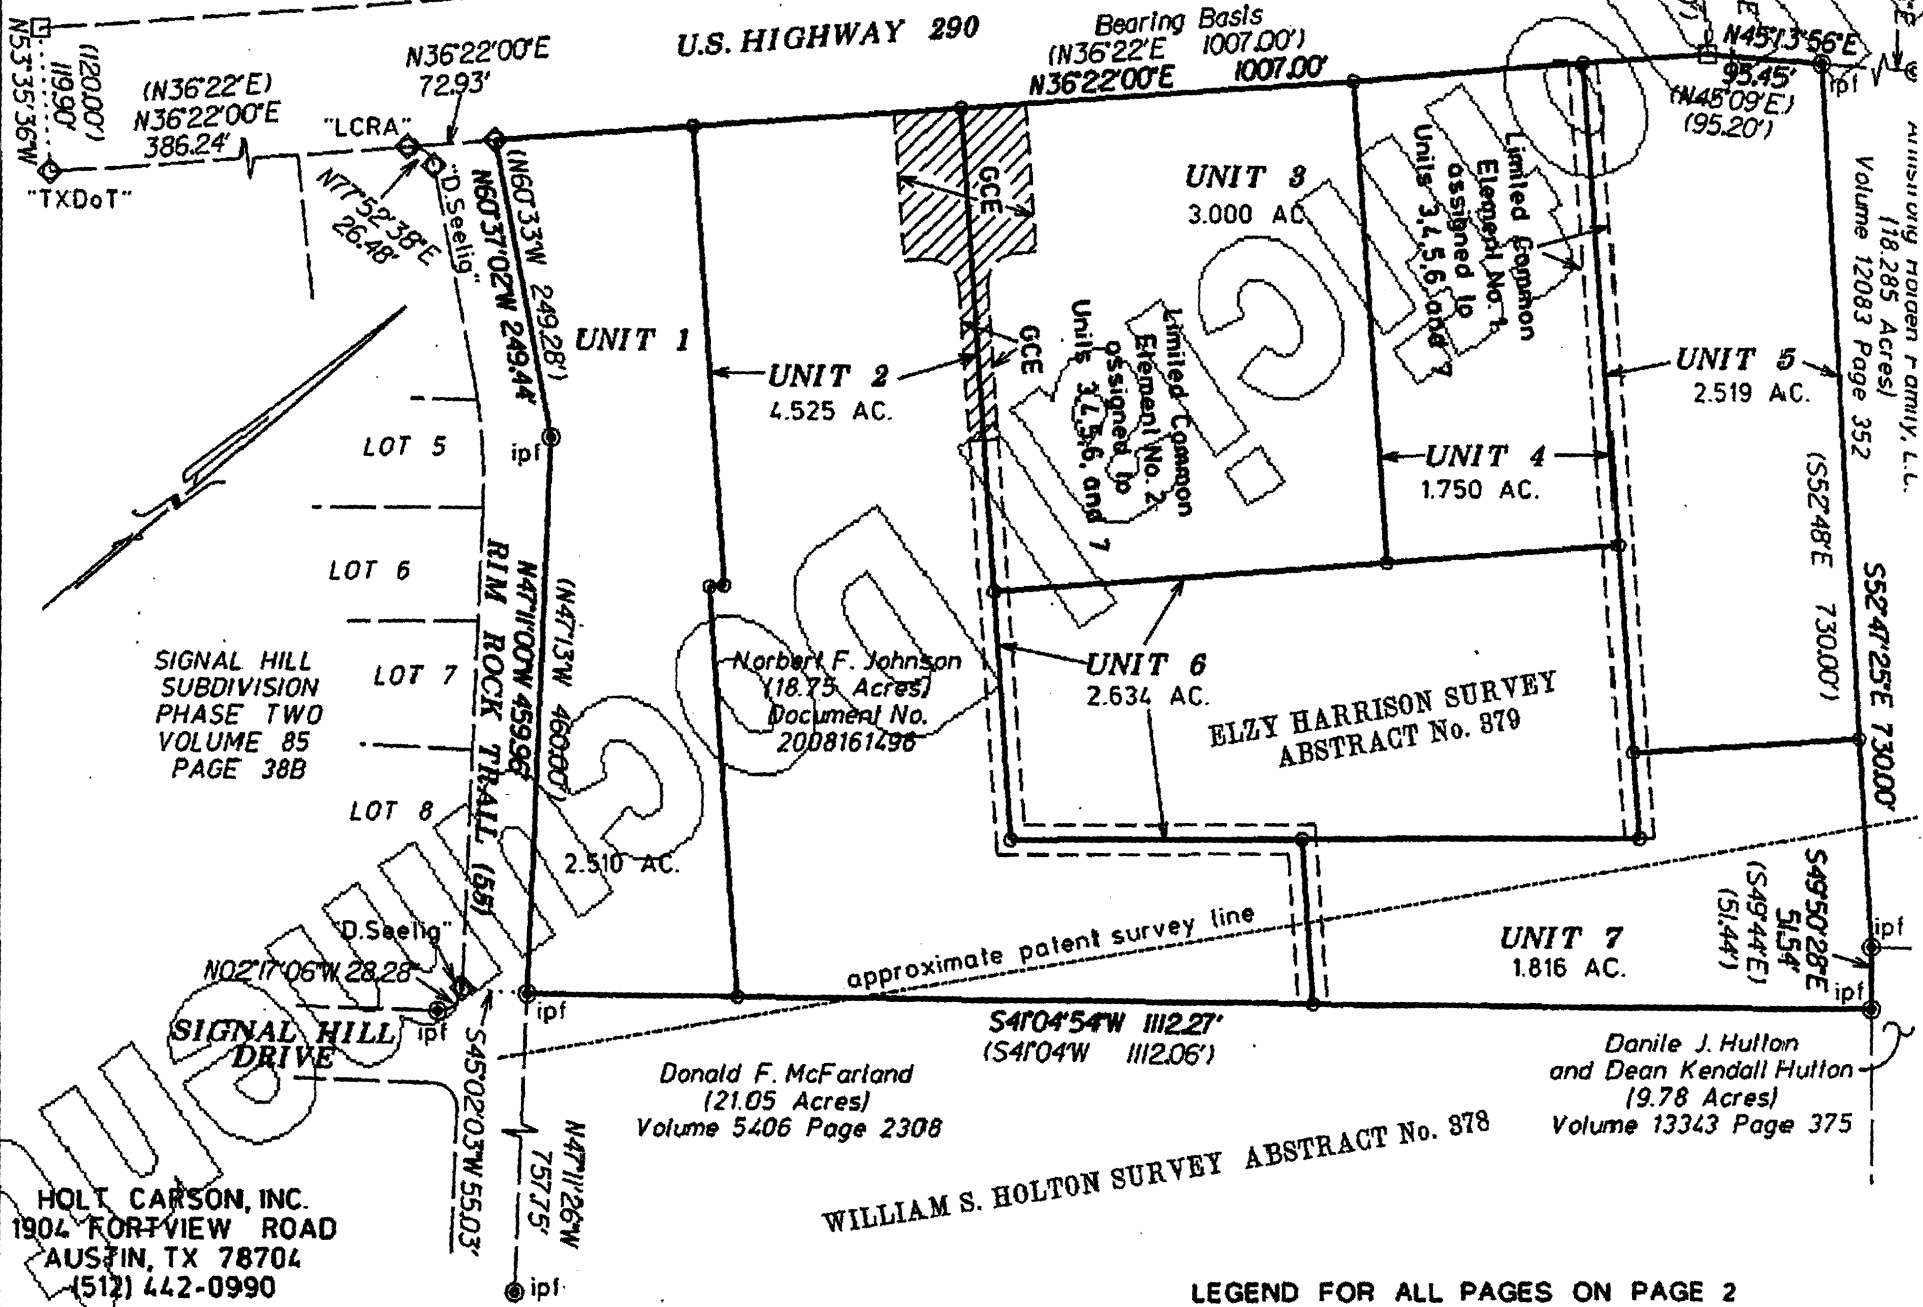 U.S. HIGHWAY 290
Bearing Basis
(N36°22'E 1007.00')
N36°22'00"E 1007.00'
N45°13'56"E
95.45'
(N45°09'E)
(95.20')
ipf
N53°35'36"W
119.90'
(120.00')
(N36°22'E)
N36°22'00"E
386.24'
N36°22'00"E
72.93'
"LCRA"
"TXDoT"
N77°52'38"E
26.48'
"D.Seelig"
(N60°33'W 249.28')
N60°37'02"W 249.44'
UNIT 1
UNIT 2
4.525 AC.
GCE
GCE
UNIT 3
3.000 AC.
Limited Common
Element No. 1
assigned to
Units 3,4,5,6 and 7
Limited Common
Element No. 2
assigned to
Units 3,4,5,6, and 7
UNIT 4
1.750 AC.
UNIT 5
2.519 AC.
Family, L.L.
(18.285 Acres)
Volume 12083 Page 352
(S52°48'E 730.00')
S52°47'25"E 730.00'
LOT 5
ipf
LOT 6
LOT 7
LOT 8
SIGNAL HILL
SUBDIVISION
PHASE TWO
VOLUME 85
PAGE 38B
RIM ROCK TRAIL (55')
N47°11'00"W 459.96'
(N47°13'W 460.00')
2.510 AC.
Norbert F. Johnson
(18.75 Acres)
Document No.
2008161496
UNIT 6
2.634 AC.
ELZY HARRISON SURVEY
ABSTRACT No. 379
approximate patent survey line
UNIT 7
1.816 AC.
S49°50'28"E
51.54'
(S49°44'E)
(51.44')
ipf
ipf
"D.Seelig"
N02°17'06"W 28.28'
ipf
ipf
SIGNAL HILL
DRIVE
S45°02'03"W 55.03'
S41°04'54"W 1112.27'
(S41°04'W 1112.06')
Donald F. McFarland
(21.05 Acres)
Volume 5406 Page 2308
Danile J. Hutton
and Dean Kendall Hutton
(9.78 Acres)
Volume 13343 Page 375
N47°11'26"W
757.75'
ipf
WILLIAM S. HOLTON SURVEY ABSTRACT No. 378
HOLT CARSON, INC.
1904 FORTVIEW ROAD
AUSTIN, TX 78704
(512) 442-0990
LEGEND FOR ALL PAGES ON PAGE 2